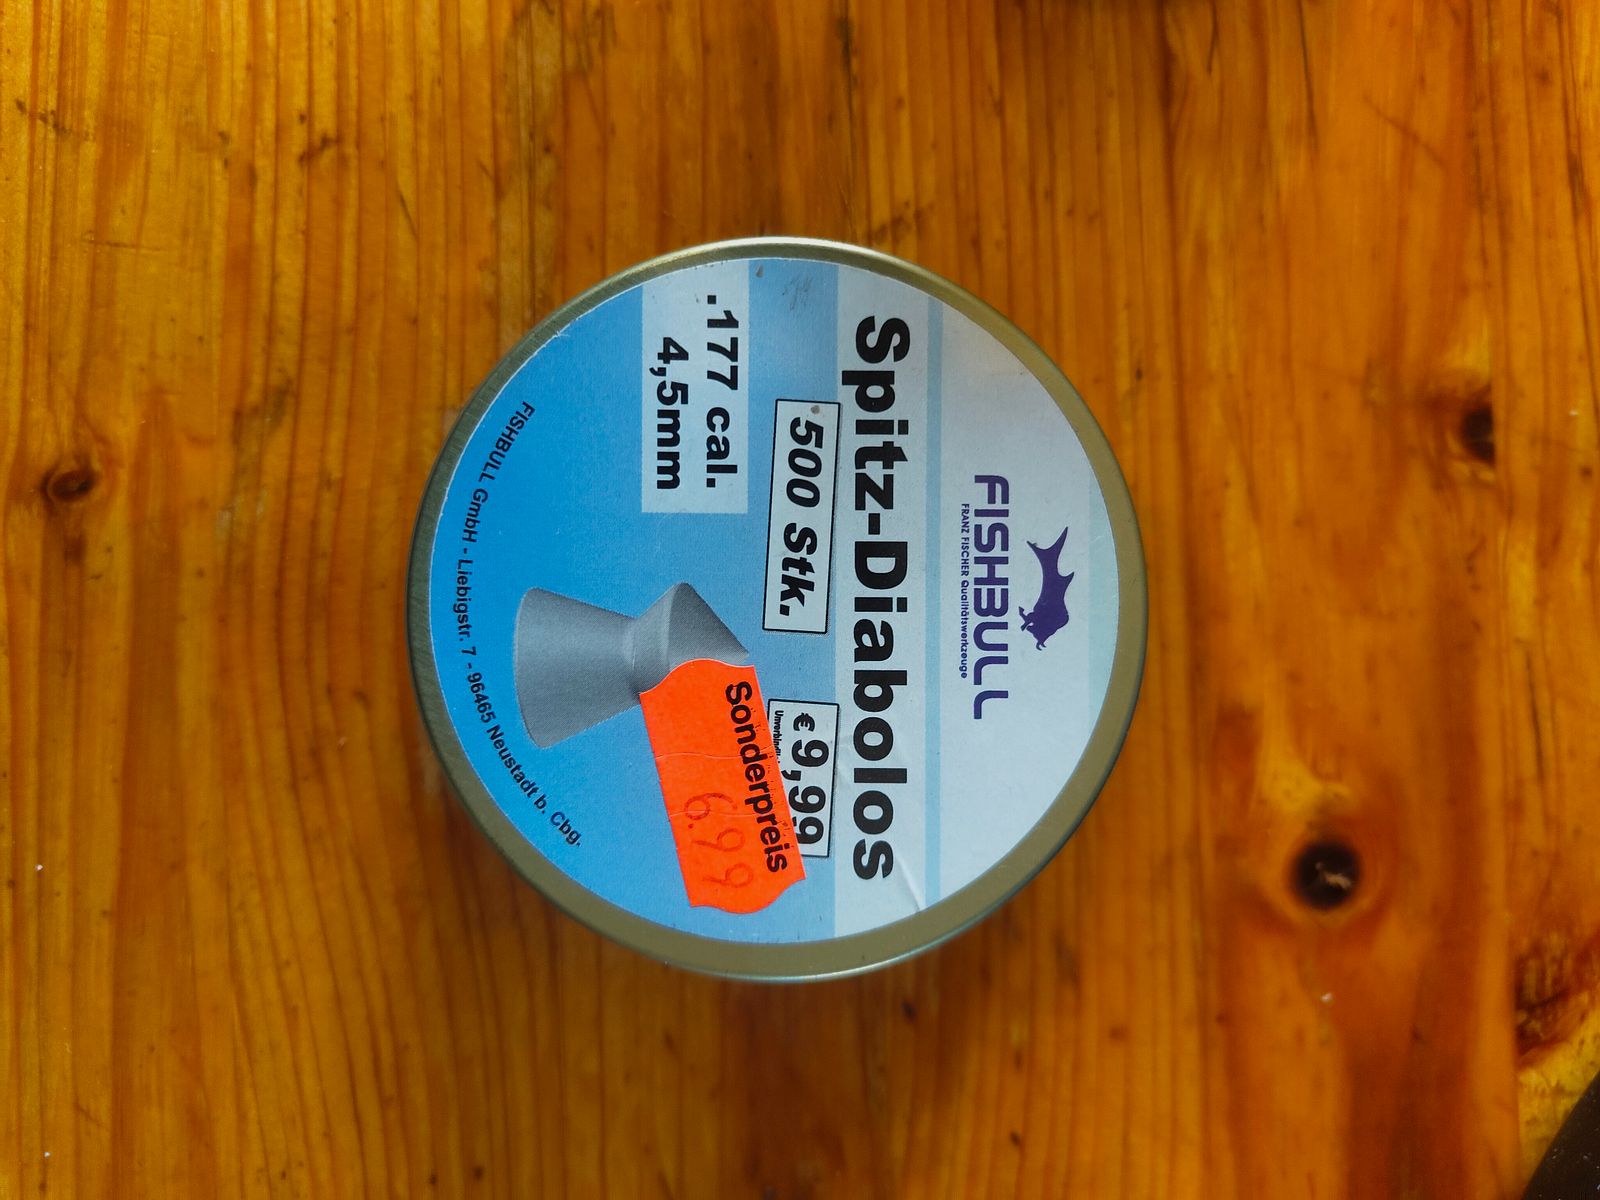 FISHBULL
FRANZ FISCHER Qualitätswerkzeuge
Spitz-Diabolos
500 Stk.
€ 9,99
.177 cal.
4,5mm
Sonderpreis
6.99
FISHBULL GmbH - Liebigstr. 7 - 96465 Neustadt b. Cbg.